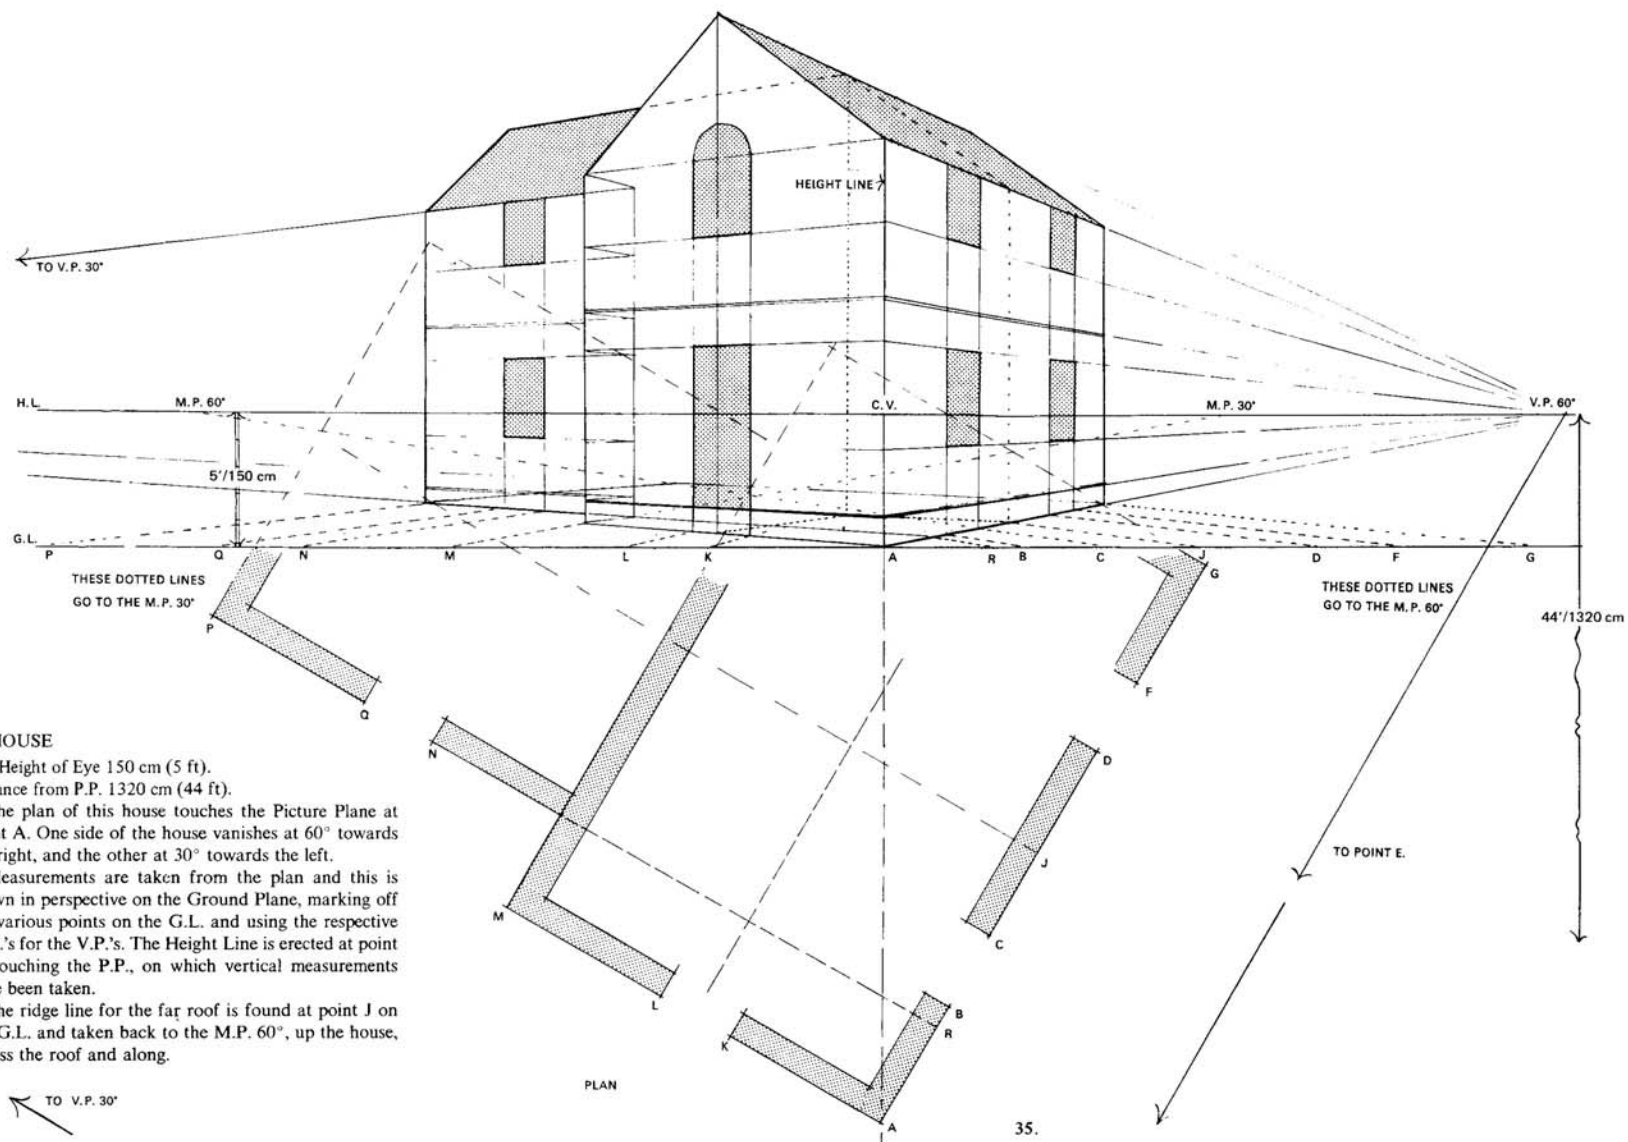 HEIGHT LINE
TO V.P. 30°
H.L.
M.P. 60°
C.V.
M.P. 30°
V.P. 60°
5'/150 cm
G.L.
P
Q
N
M
L
K
A
R
B
C
J
D
F
G
THESE DOTTED LINES
GO TO THE M.P. 30°
THESE DOTTED LINES
GO TO THE M.P. 60°
44'/1320 cm
G
P
F
Q
N
D
TO POINT E.
J
M
C
L
B
R
K
A
PLAN
HOUSE
Height of Eye 150 cm (5 ft).
ance from P.P. 1320 cm (44 ft).
he plan of this house touches the Picture Plane at
t A. One side of the house vanishes at 60° towards
right, and the other at 30° towards the left.
easurements are taken from the plan and this is
wn in perspective on the Ground Plane, marking off
various points on the G.L. and using the respective
.'s for the V.P.'s. The Height Line is erected at point
ouching the P.P., on which vertical measurements
e been taken.
he ridge line for the far roof is found at point J on
G.L. and taken back to the M.P. 60°, up the house,
ss the roof and along.
TO V.P. 30°
35.